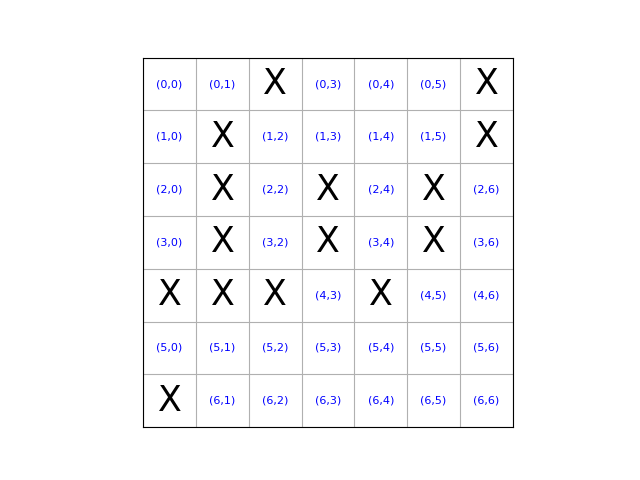 (0,0) (0,1) X (0,3) (0,4) (0,5) X
(1,0) X (1,2) (1,3) (1,4) (1,5) X
(2,0) X (2,2) X (2,4) X (2,6)
(3,0) X (3,2) X (3,4) X (3,6)
X X X (4,3) X (4,5) (4,6)
(5,0) (5,1) (5,2) (5,3) (5,4) (5,5) (5,6)
X (6,1) (6,2) (6,3) (6,4) (6,5) (6,6)